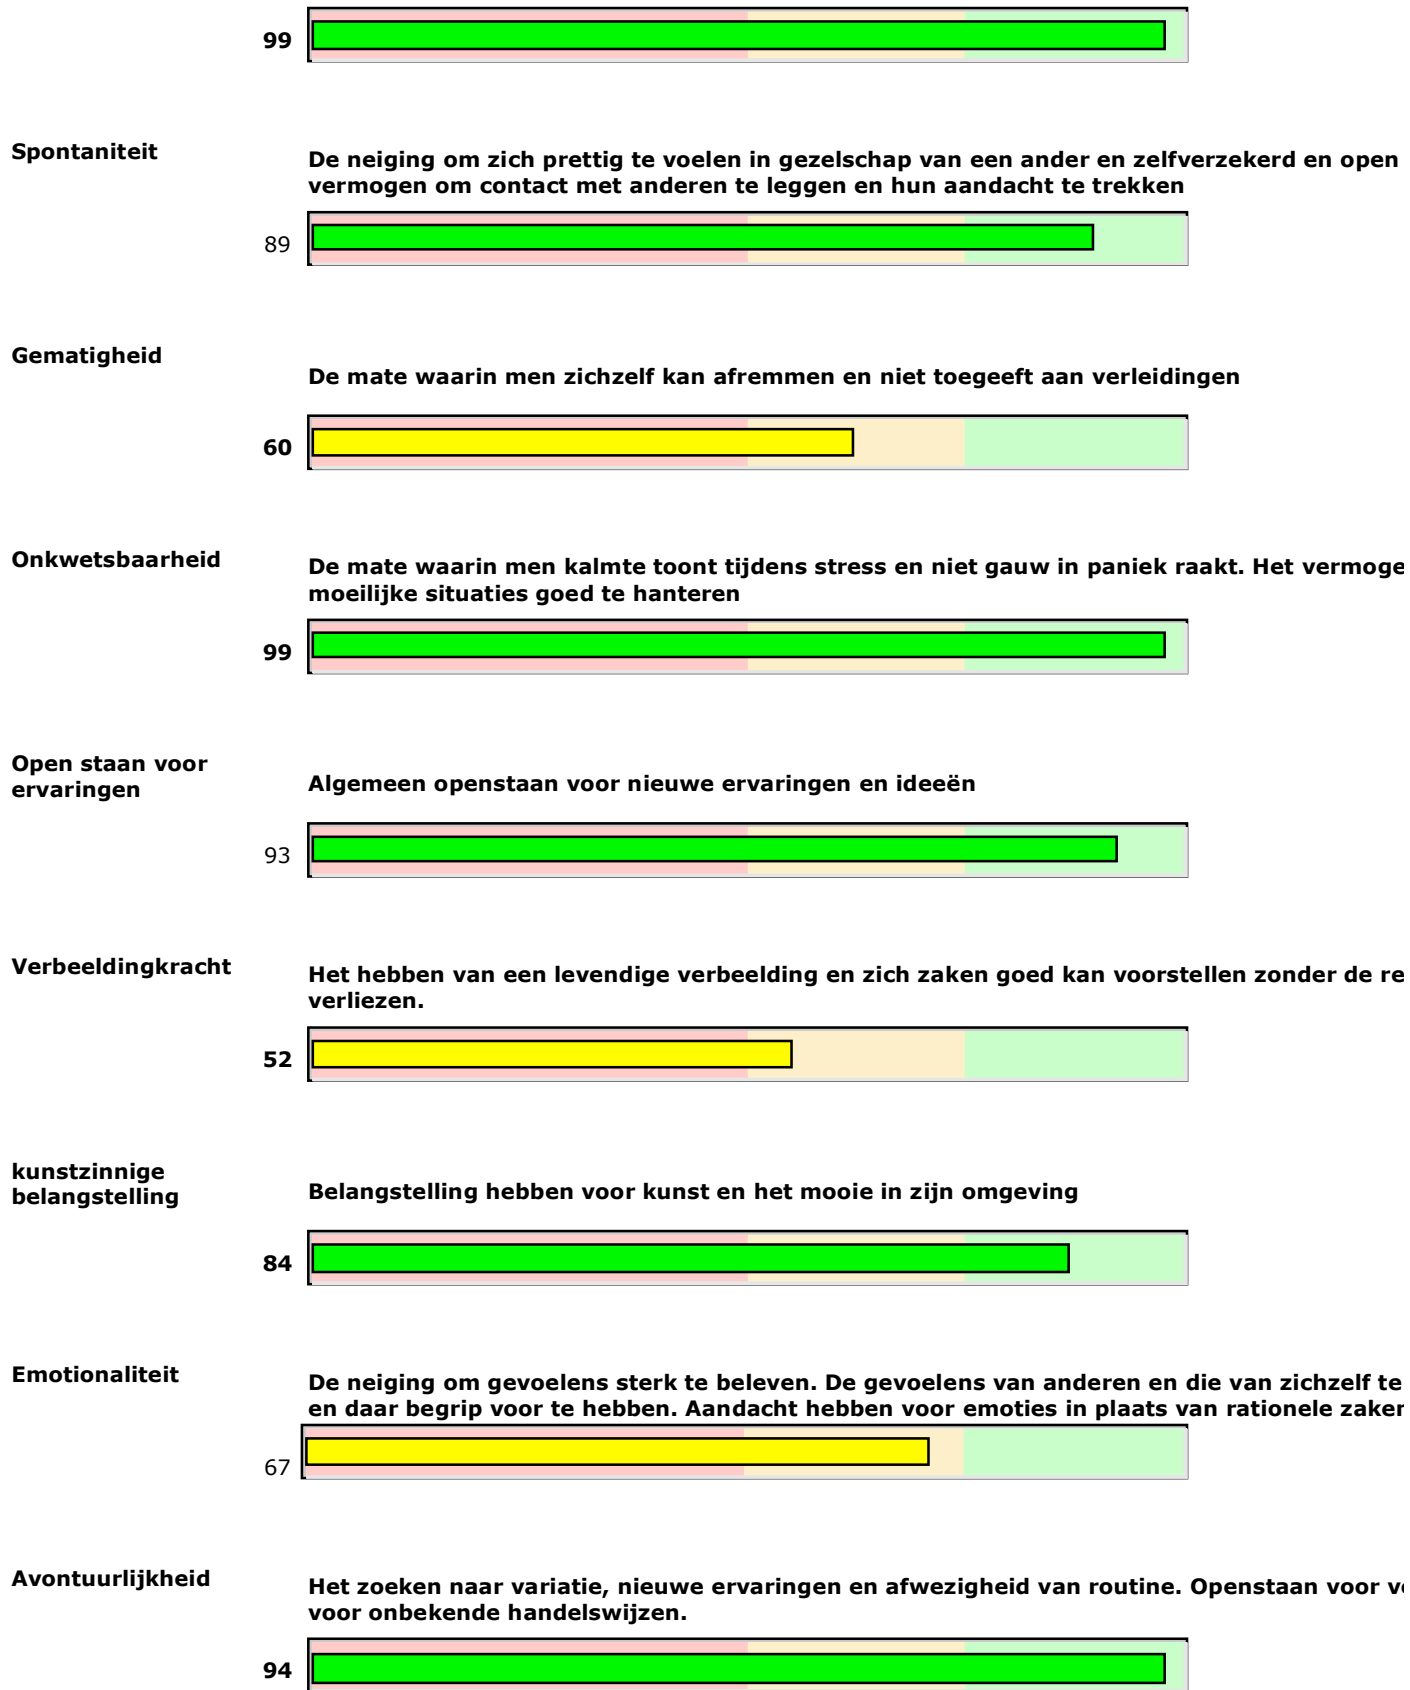 99
Spontaniteit
De neiging om zich prettig te voelen in gezelschap van een ander en zelfverzekerd en open
vermogen om contact met anderen te leggen en hun aandacht te trekken
89
Gematigheid
De mate waarin men zichzelf kan afremmen en niet toegeeft aan verleidingen
60
Onkwetsbaarheid
De mate waarin men kalmte toont tijdens stress en niet gauw in paniek raakt. Het
moeilijke situaties goed te hanteren
99
Open staan voor
ervaringen
Algemeen openstaan voor nieuwe ervaringen en ideeën
93
Verbeeldingkracht
Het hebben van een levendige verbeelding en zich zaken goed kan voorstellen zonder de
verliezen.
52
kunstzinnige
belangstelling
Belangstelling hebben voor kunst en het mooie in zijn omgeving
84
Emotionaliteit
De neiging om gevoelens sterk te beleven. De gevoelens van anderen en die van zichzelf te
en daar begrip voor te hebben. Aandacht hebben voor emoties in plaats van rationele
67
Avontuurlijkheid
Het zoeken naar variatie, nieuwe ervaringen en afwezigheid van routine. Openstaan voor
voor onbekende handelswijzen.
94